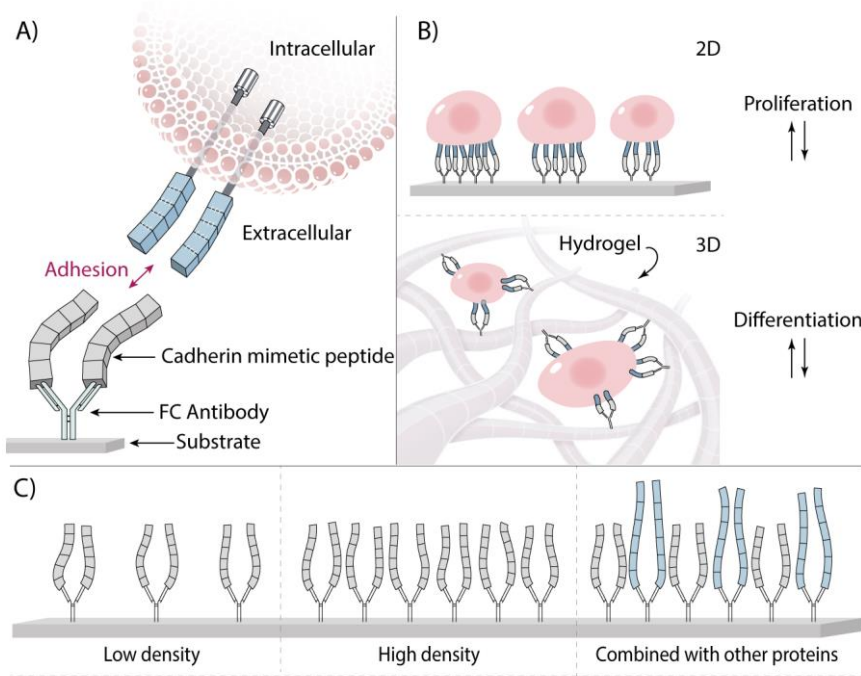 A)
Intracellular
Extracellular
Adhesion
Cadherin mimetic peptide
FC Antibody
Substrate
B)
2D
Proliferation
Hydrogel
3D
Differentiation
C)
Low density
High density
Combined with other proteins